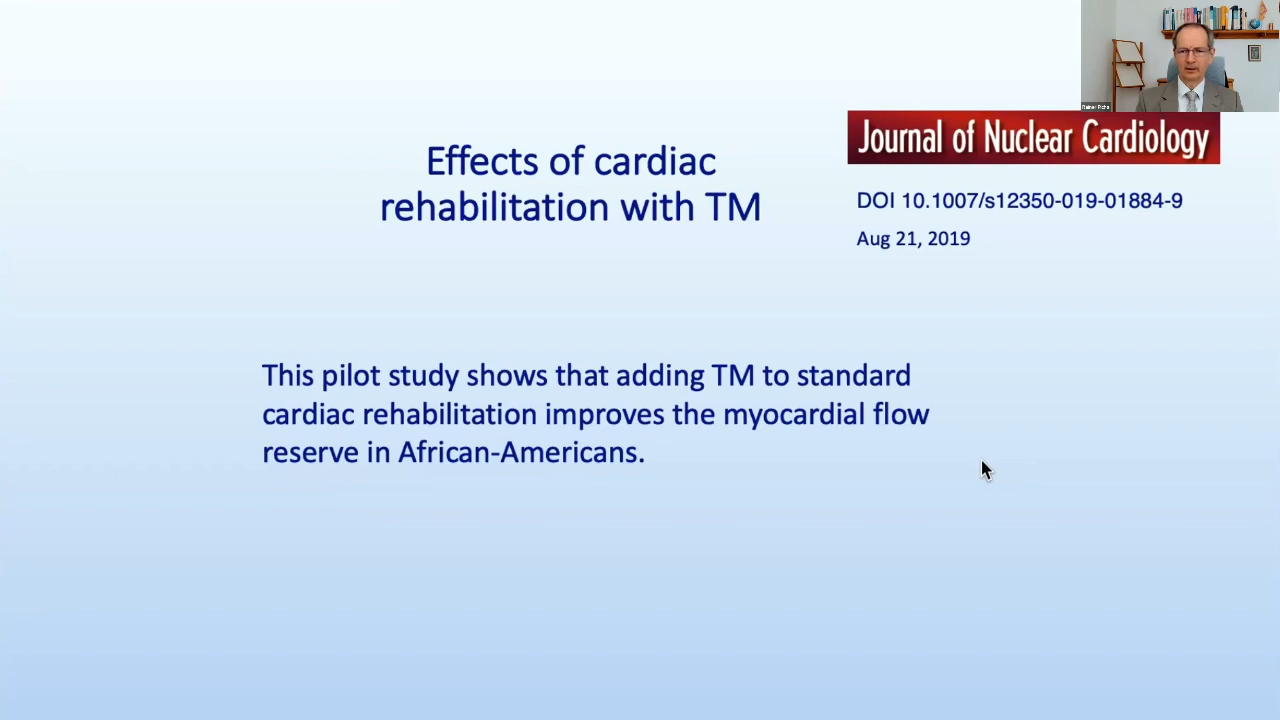 Rainer Picha
Journal of Nuclear Cardiology
Effects of cardiac
rehabilitation with TM
DOI 10.1007/s12350-019-01884-9
Aug 21, 2019
This pilot study shows that adding TM to standard
cardiac rehabilitation improves the myocardial flow
reserve in African-Americans.